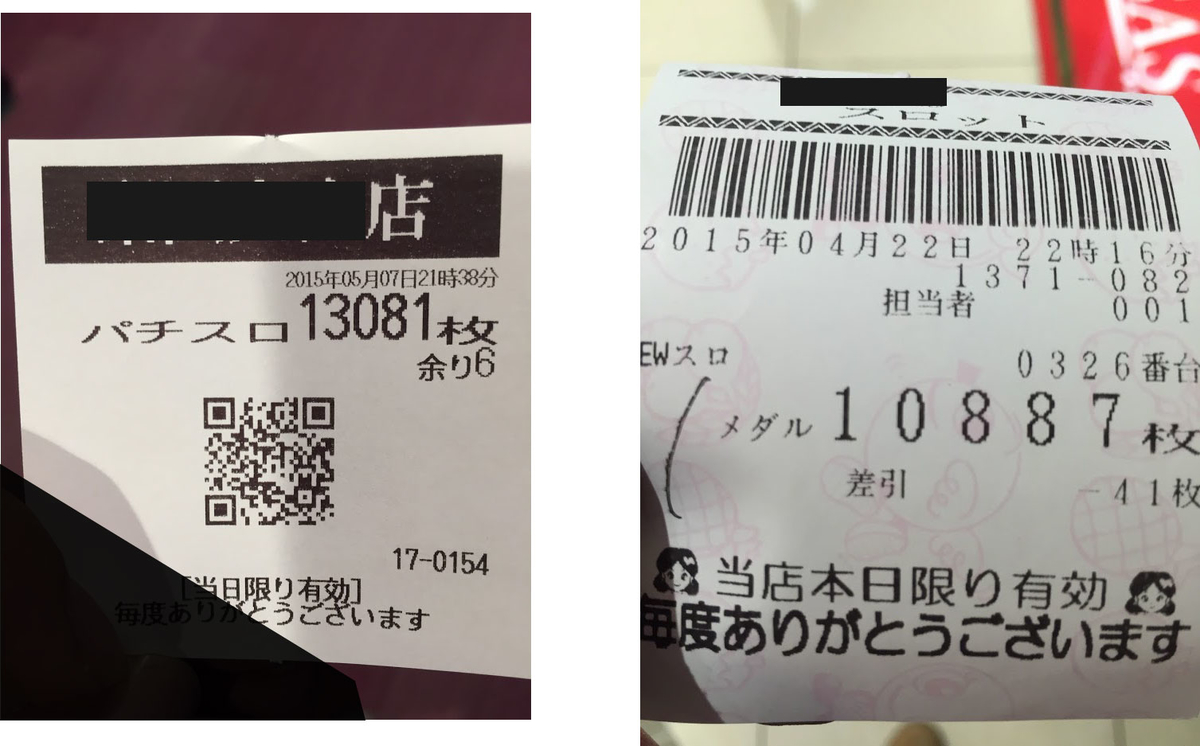 店
2015年05月07日21時38分
パチスロ13081枚
余り6
17-0154
[当日限り有効]
毎度ありがとうございます
スロット
2015年04月22日 22時16分
1371-082
担当者 001
EWスロ 0326番台
メダル 10887枚
差引 -41枚
当店本日限り有効
毎度ありがとうございます